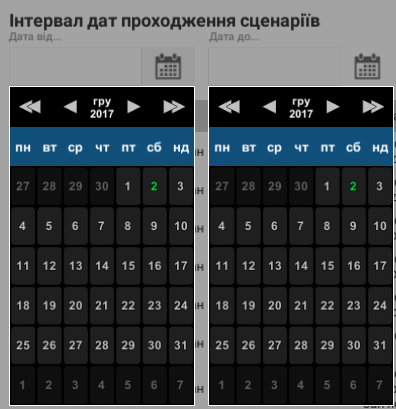 Інтервал дат проходження сценаріїв
Дата від... Дата до...
гру гру
2017 2017
пн вт ср чт пт сб нд пн вт ср чт пт сб нд
27 28 29 30 1 2 3 27 28 29 30 1 2 3
4 5 6 7 8 9 10 4 5 6 7 8 9 10
11 12 13 14 15 16 17 11 12 13 14 15 16 17
18 19 20 21 22 23 24 18 19 20 21 22 23 24
25 26 27 28 29 30 31 25 26 27 28 29 30 31
1 2 3 4 5 6 7 1 2 3 4 5 6 7